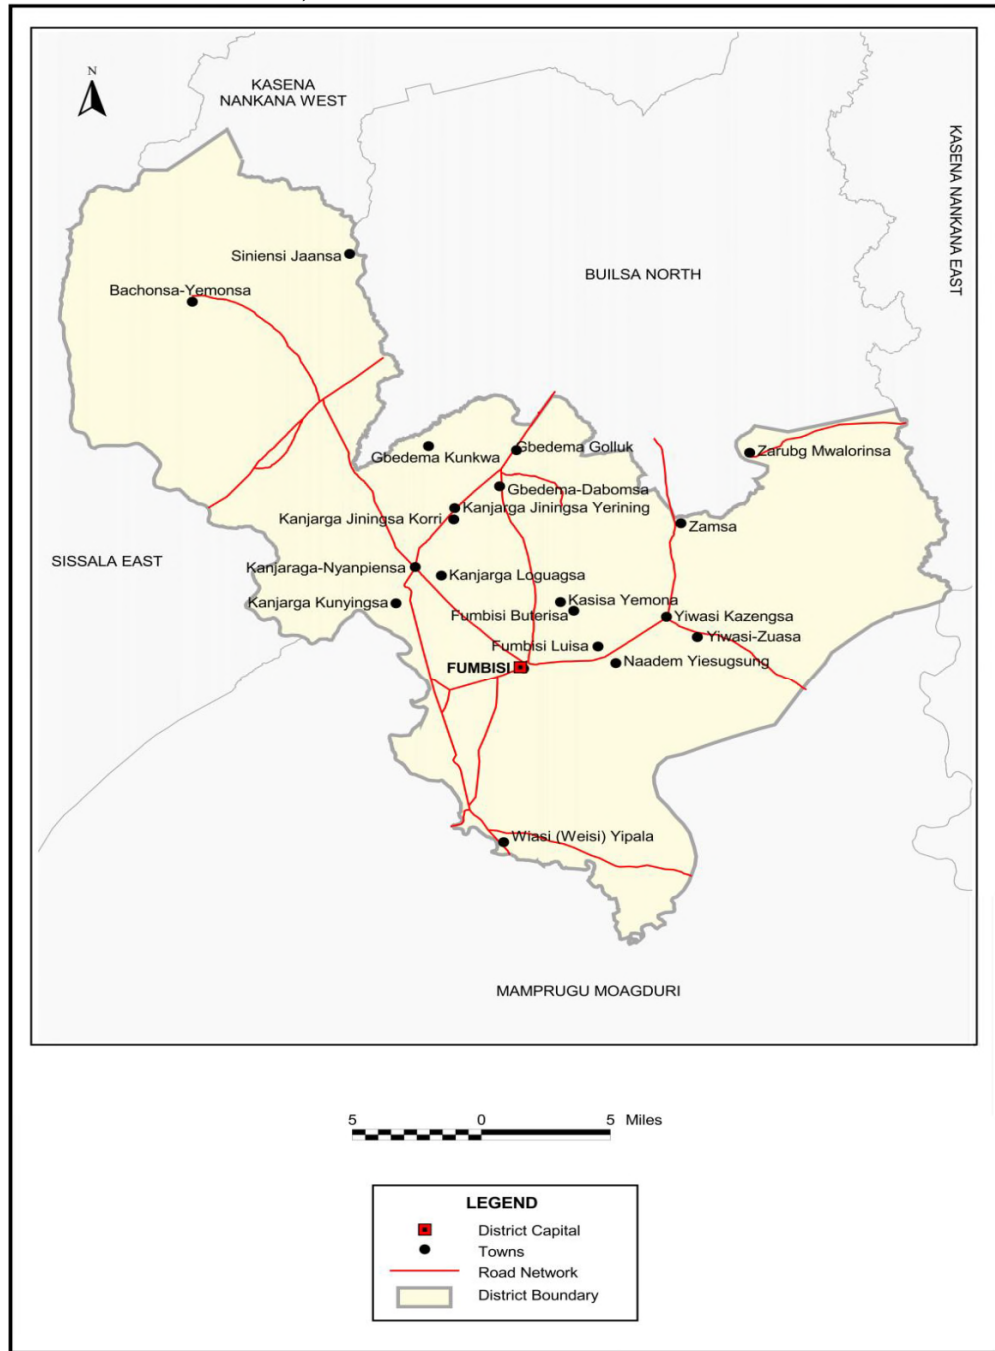 N
KASENA
NANKANA WEST
KASENA NANKANA EAST
Siniensi Jaansa
BUILSA NORTH
Bachonsa-Yemonsa
Gbedema Golluk
Gbedema Kunkwa
Zarubg Mwalorinsa
Gbedema-Dabomsa
Kanjarga Jiningsa Yerining
Kanjarga Jiningsa Korri
Zamsa
SISSALA EAST
Kanjaraga-Nyanpiensa
Kanjarga Loguagsa
Kanjarga Kunyingsa
Kasisa Yemona
Fumbisi Buterisa
Yiwasi Kazengsa
Yiwasi-Zuasa
Fumbisi Luisa
Naadem Yiesugsung
FUMBISI
Wiasi (Weisi) Yipala
MAMPRUGU MOAGDURI
5 0 5 Miles
LEGEND
District Capital
Towns
Road Network
District Boundary